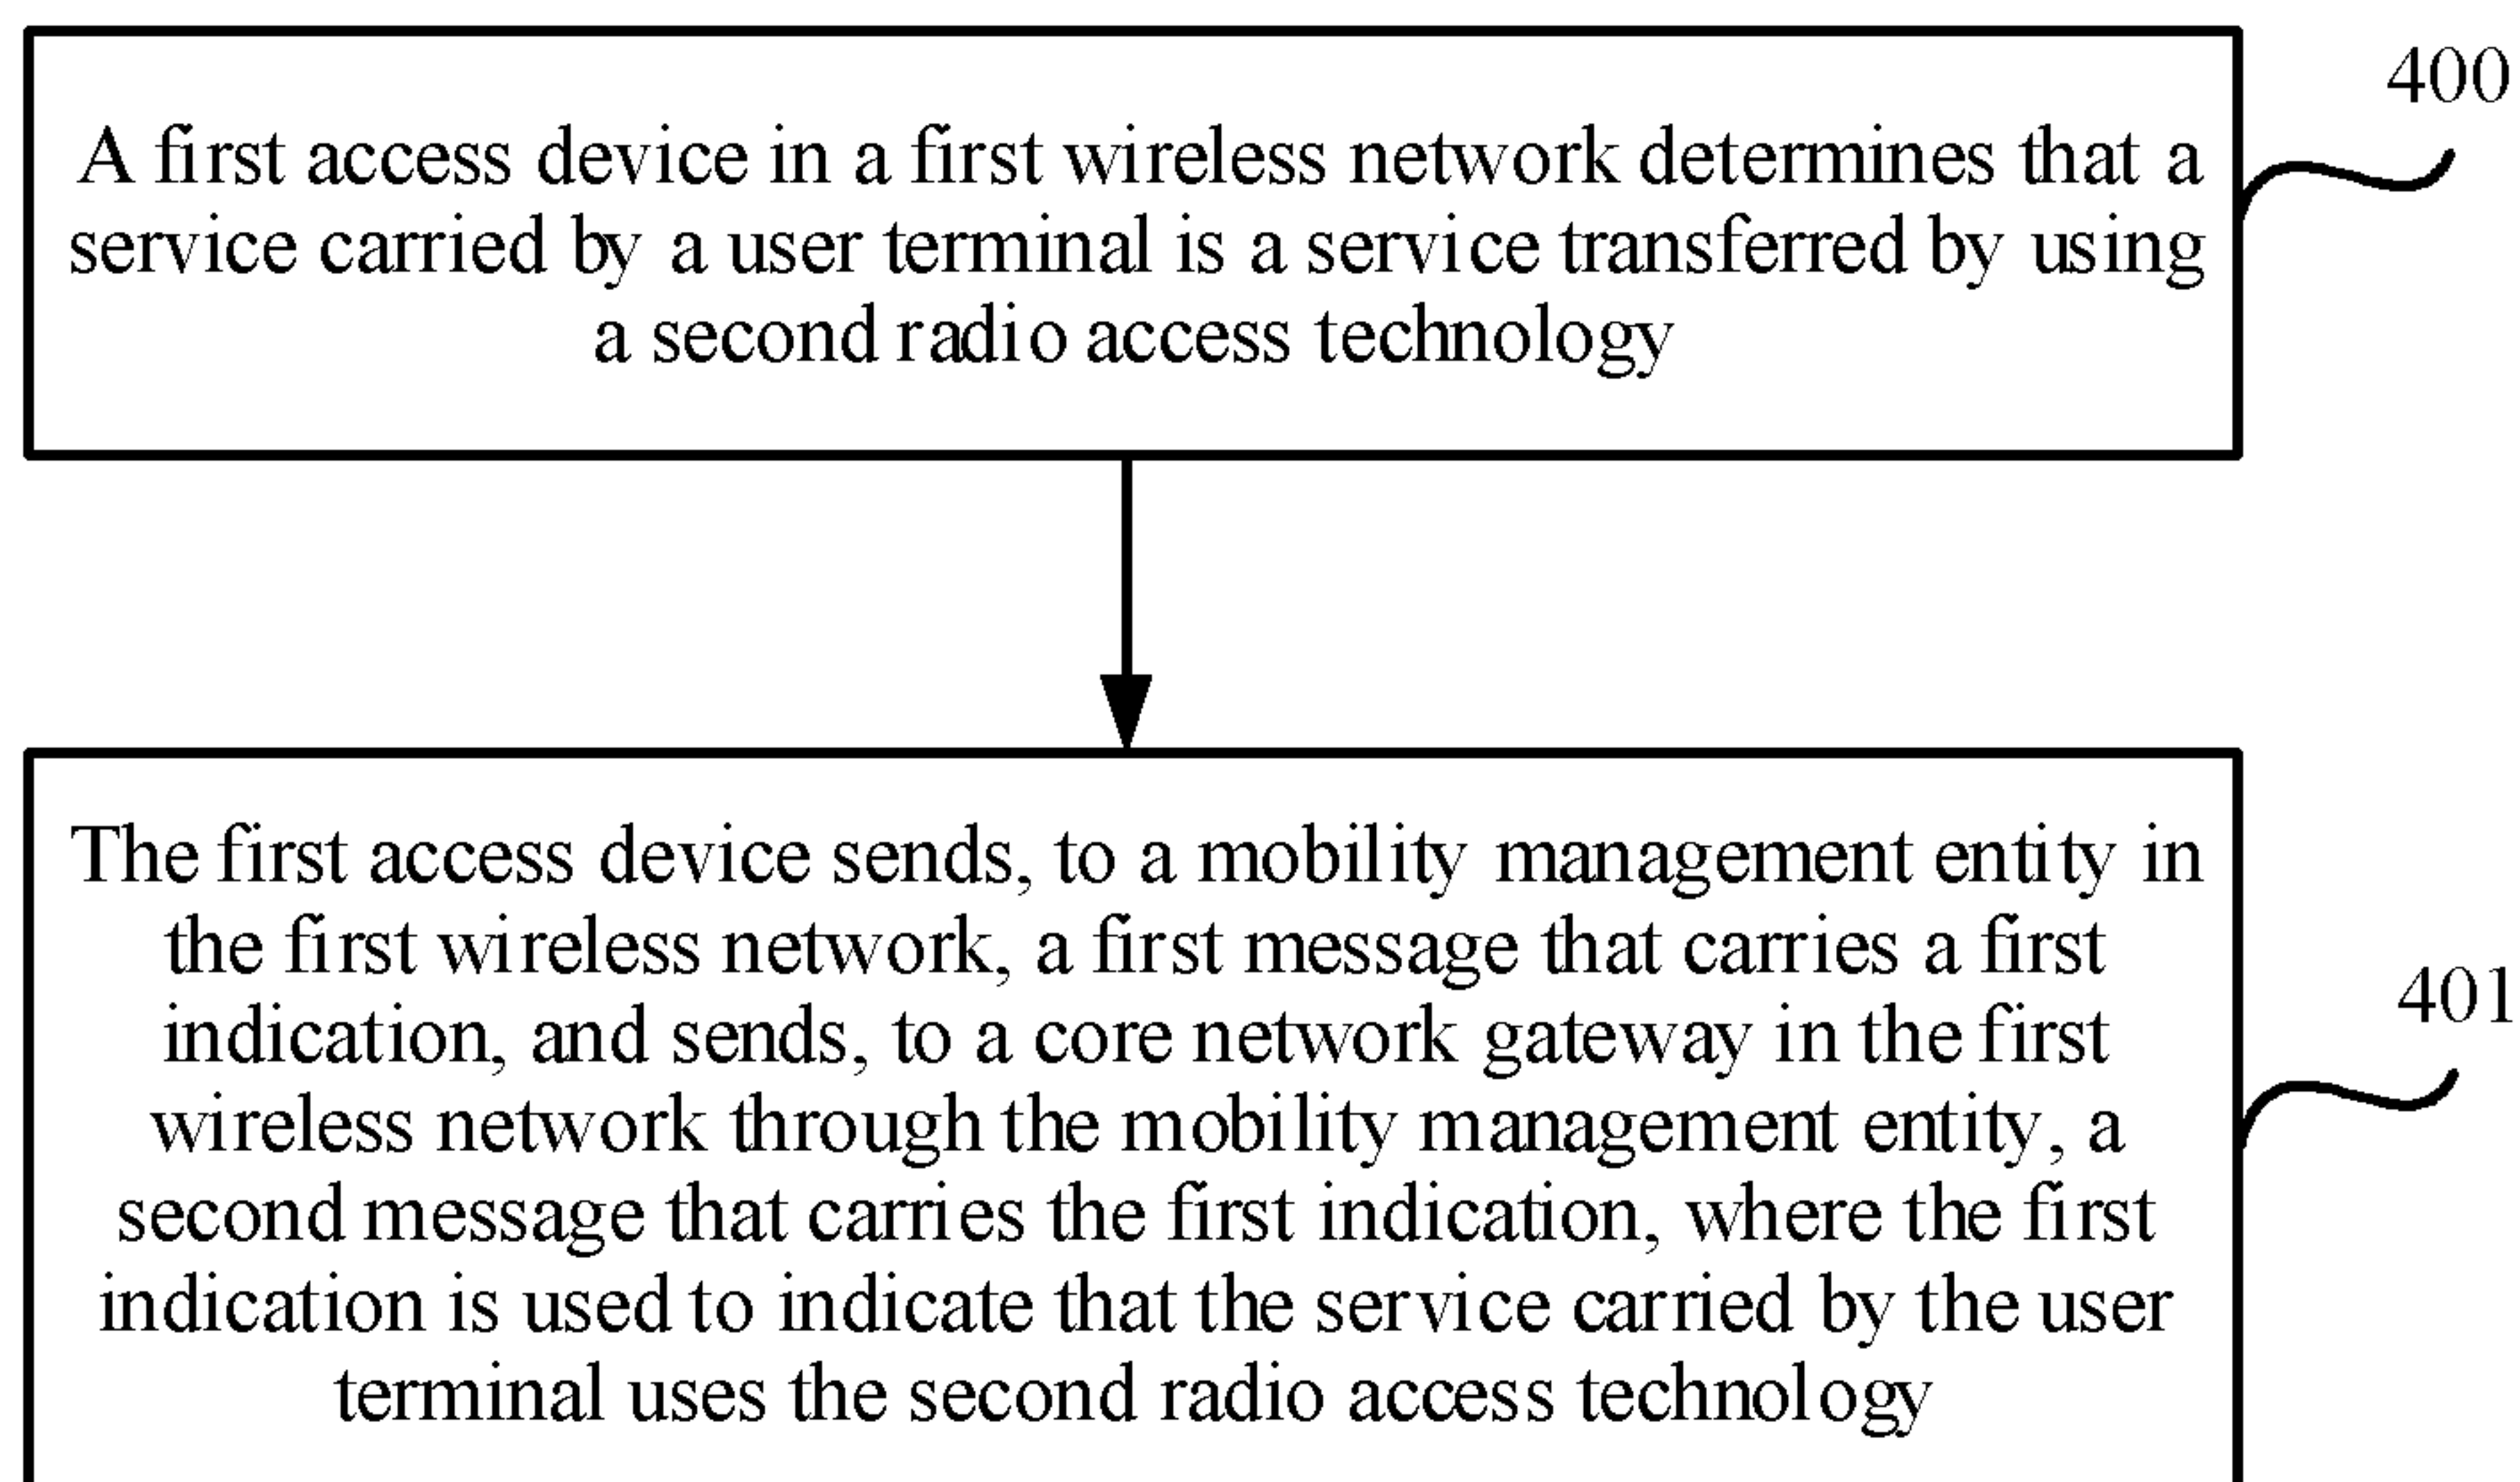 400
A first access device in a first wireless network determines that a
service carried by a user terminal is a service transferred by using
a second radio access technology
The first access device sends, to a mobility management entity in
the first wireless network, a first message that carries a first
indication, and sends, to a core network gateway in the first
wireless network through the mobility management entity, a
second message that carries the first indication, where the first
indication is used to indicate that the service carried by the user
terminal uses the second radio access technology
401